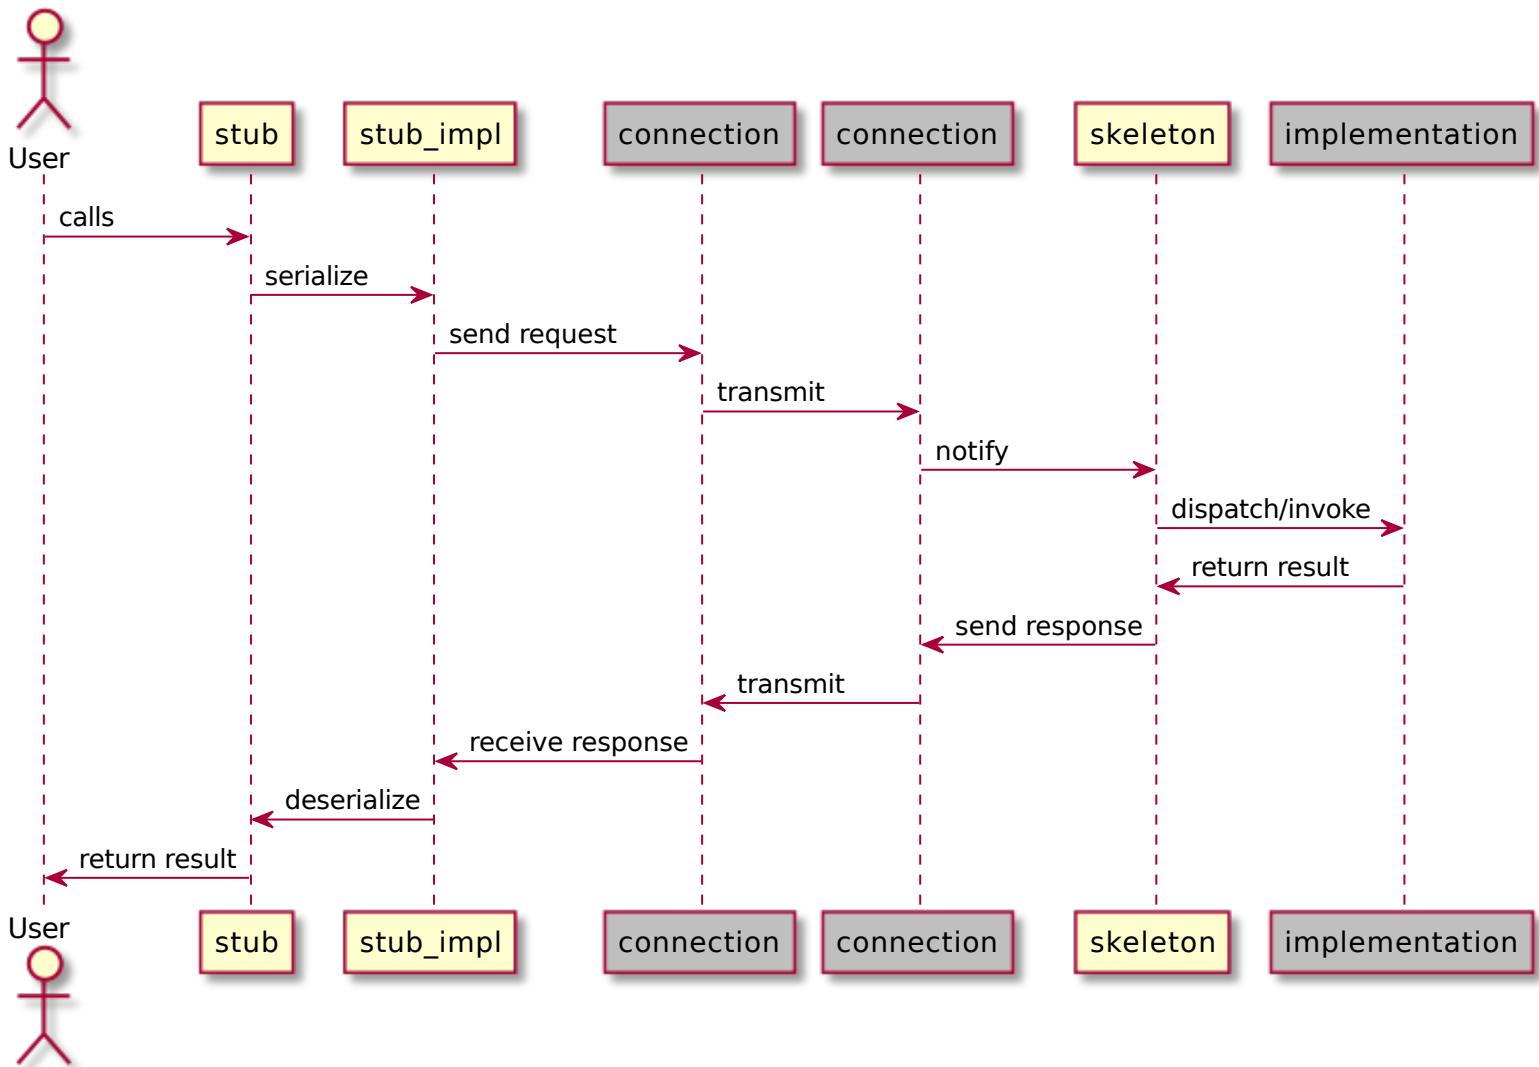 User
stub
stub_impl
connection
connection
skeleton
implementation
calls
serialize
send request
transmit
notify
dispatch/invoke
return result
send response
transmit
receive response
deserialize
return result
User
stub
stub_impl
connection
connection
skeleton
implementation